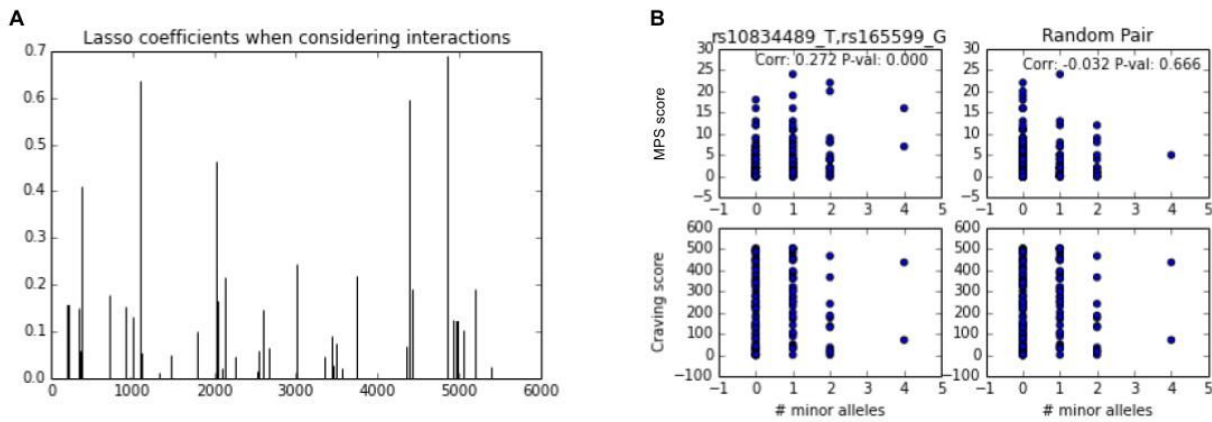 A
Lasso coefficients when considering interactions
0.7
0.6
0.5
0.4
0.3
0.2
0.1
0.0
0 1000 2000 3000 4000 5000 6000
B
rs10834489_T,rs165599_G
Corr: 0.272 P-val: 0.000
MPS score
30
25
20
15
10
5
0
−5
−1 0 1 2 3 4 5
Random Pair
Corr: -0.032 P-val: 0.666
30
25
20
15
10
5
0
−5
−1 0 1 2 3 4 5
Craving score
600
500
400
300
200
100
0
−100
−1 0 1 2 3 4 5
# minor alleles
600
500
400
300
200
100
0
−100
−1 0 1 2 3 4 5
# minor alleles